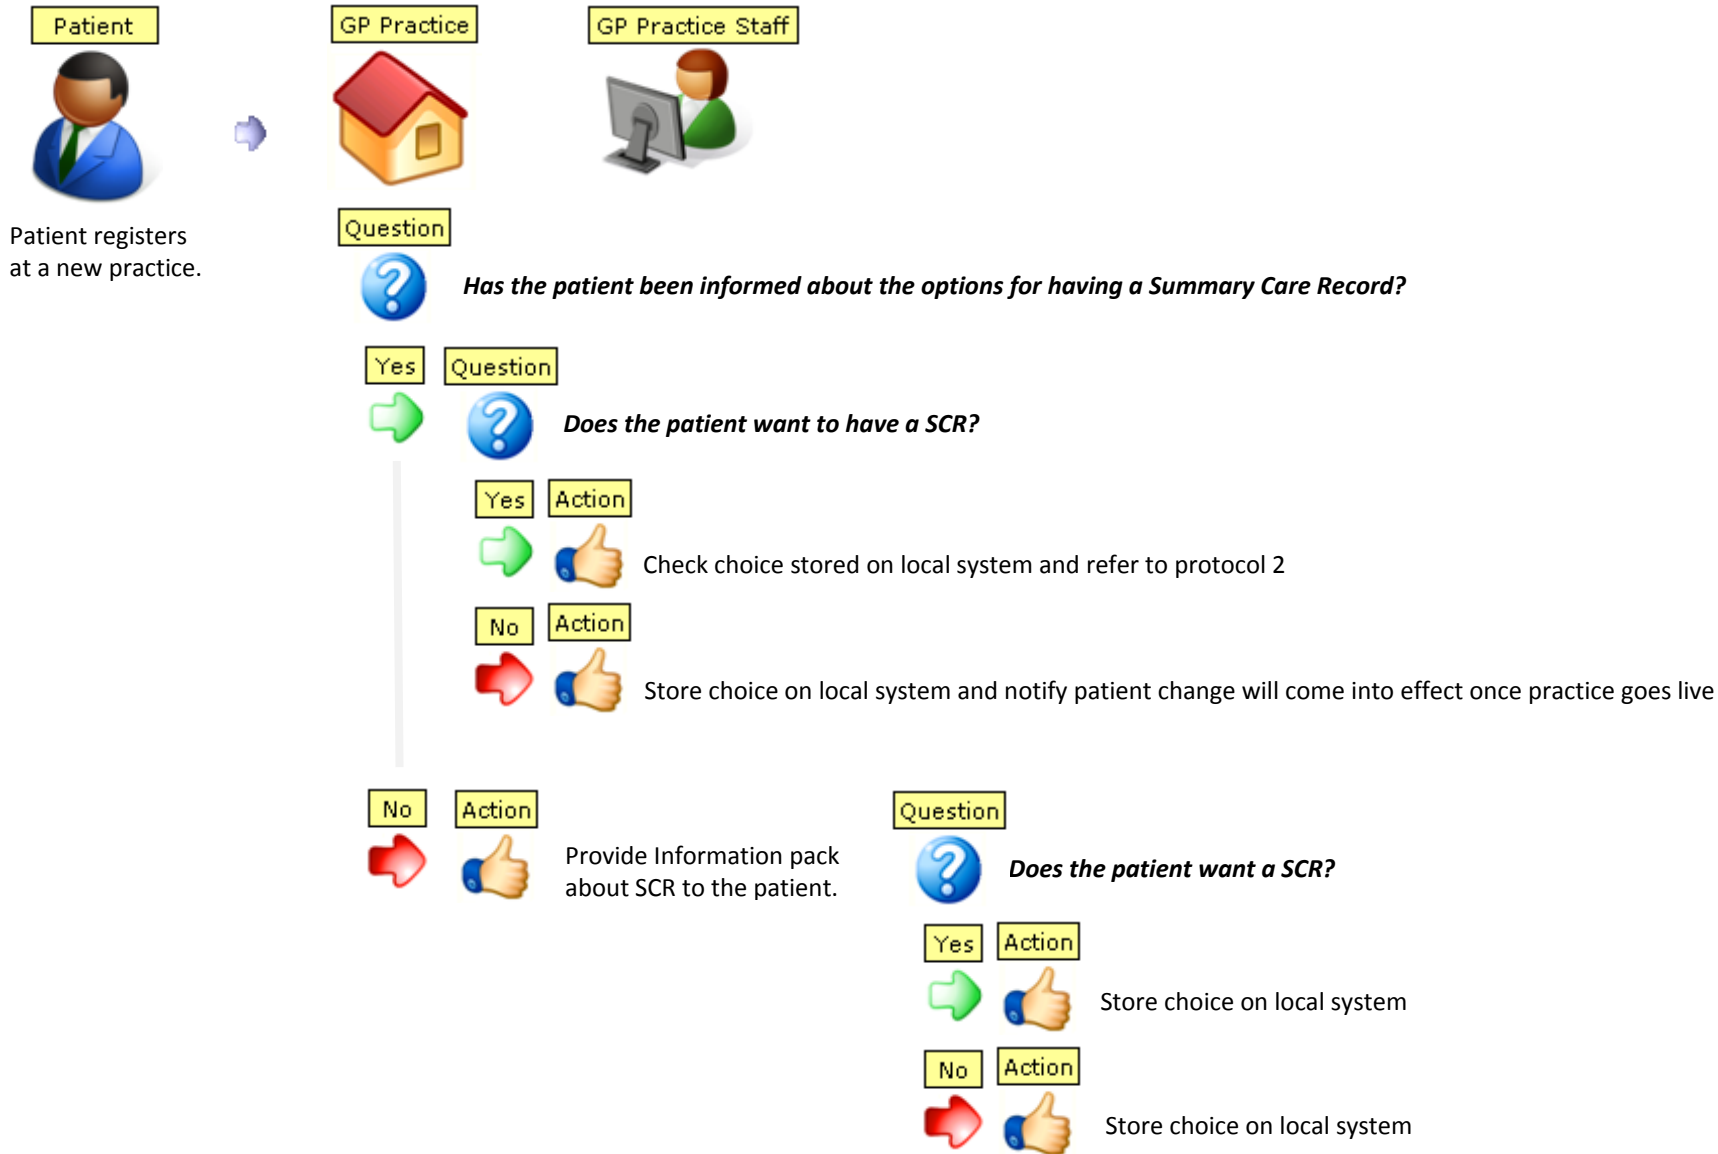 Patient
GP Practice
GP Practice Staff
Patient registers
at a new practice.
Question
Has the patient been informed about the options for having a Summary Care Record?
Yes
Question
Does the patient want to have a SCR?
Yes
Action
Check choice stored on local system and refer to protocol 2
No
Action
Store choice on local system and notify patient change will come into effect once practice goes live
No
Action
Provide Information pack
about SCR to the patient.
Question
Does the patient want a SCR?
Yes
Action
Store choice on local system
No
Action
Store choice on local system